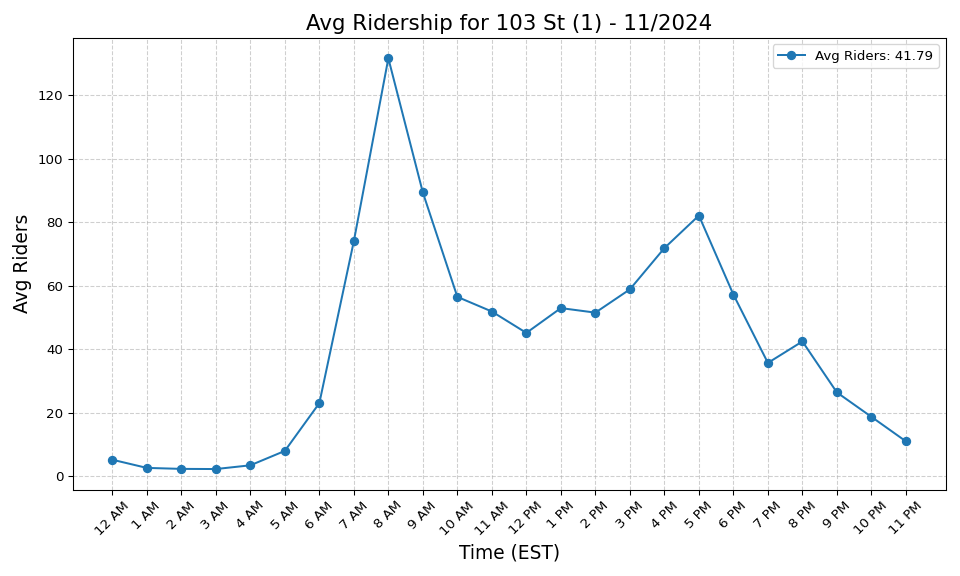 Avg Ridership for 103 St (1) - 11/2024
Avg Riders: 41.79
Avg Riders
120
100
80
60
40
20
0
12 AM
1 AM
2 AM
3 AM
4 AM
5 AM
6 AM
7 AM
8 AM
9 AM
10 AM
11 AM
12 PM
1 PM
2 PM
3 PM
4 PM
5 PM
6 PM
7 PM
8 PM
9 PM
10 PM
11 PM
Time (EST)